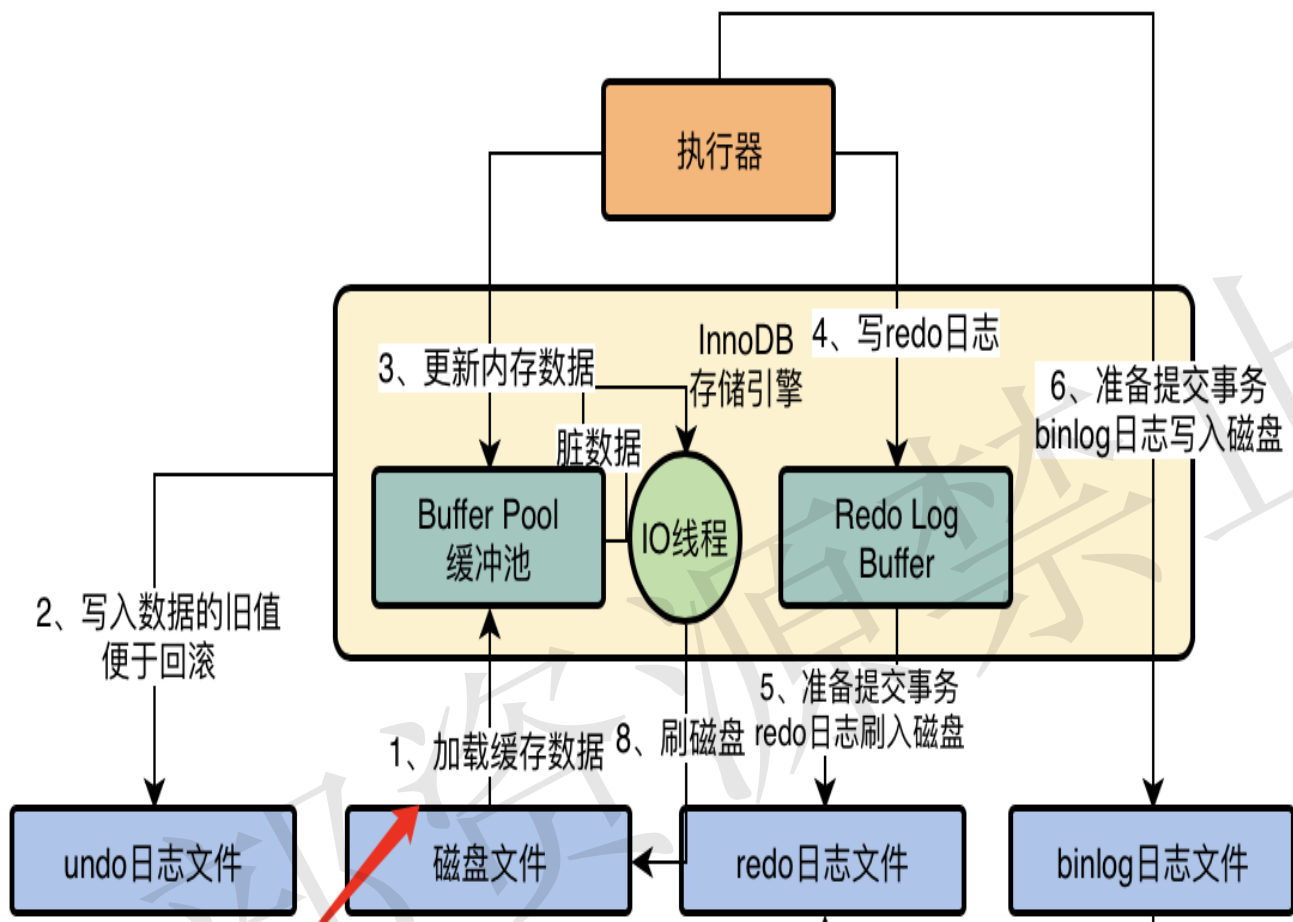 执行器
InnoDB
存储引擎
4、写redo日志
3、更新内存数据
6、准备提交事务
binlog日志写入磁盘
脏数据
Buffer Pool
缓冲池
IO线程
Redo Log
Buffer
2、写入数据的旧值
便于回滚
5、准备提交事务
redo日志刷入磁盘
1、加载缓存数据
8、刷磁盘
undo日志文件
磁盘文件
redo日志文件
binlog日志文件
资源禁止